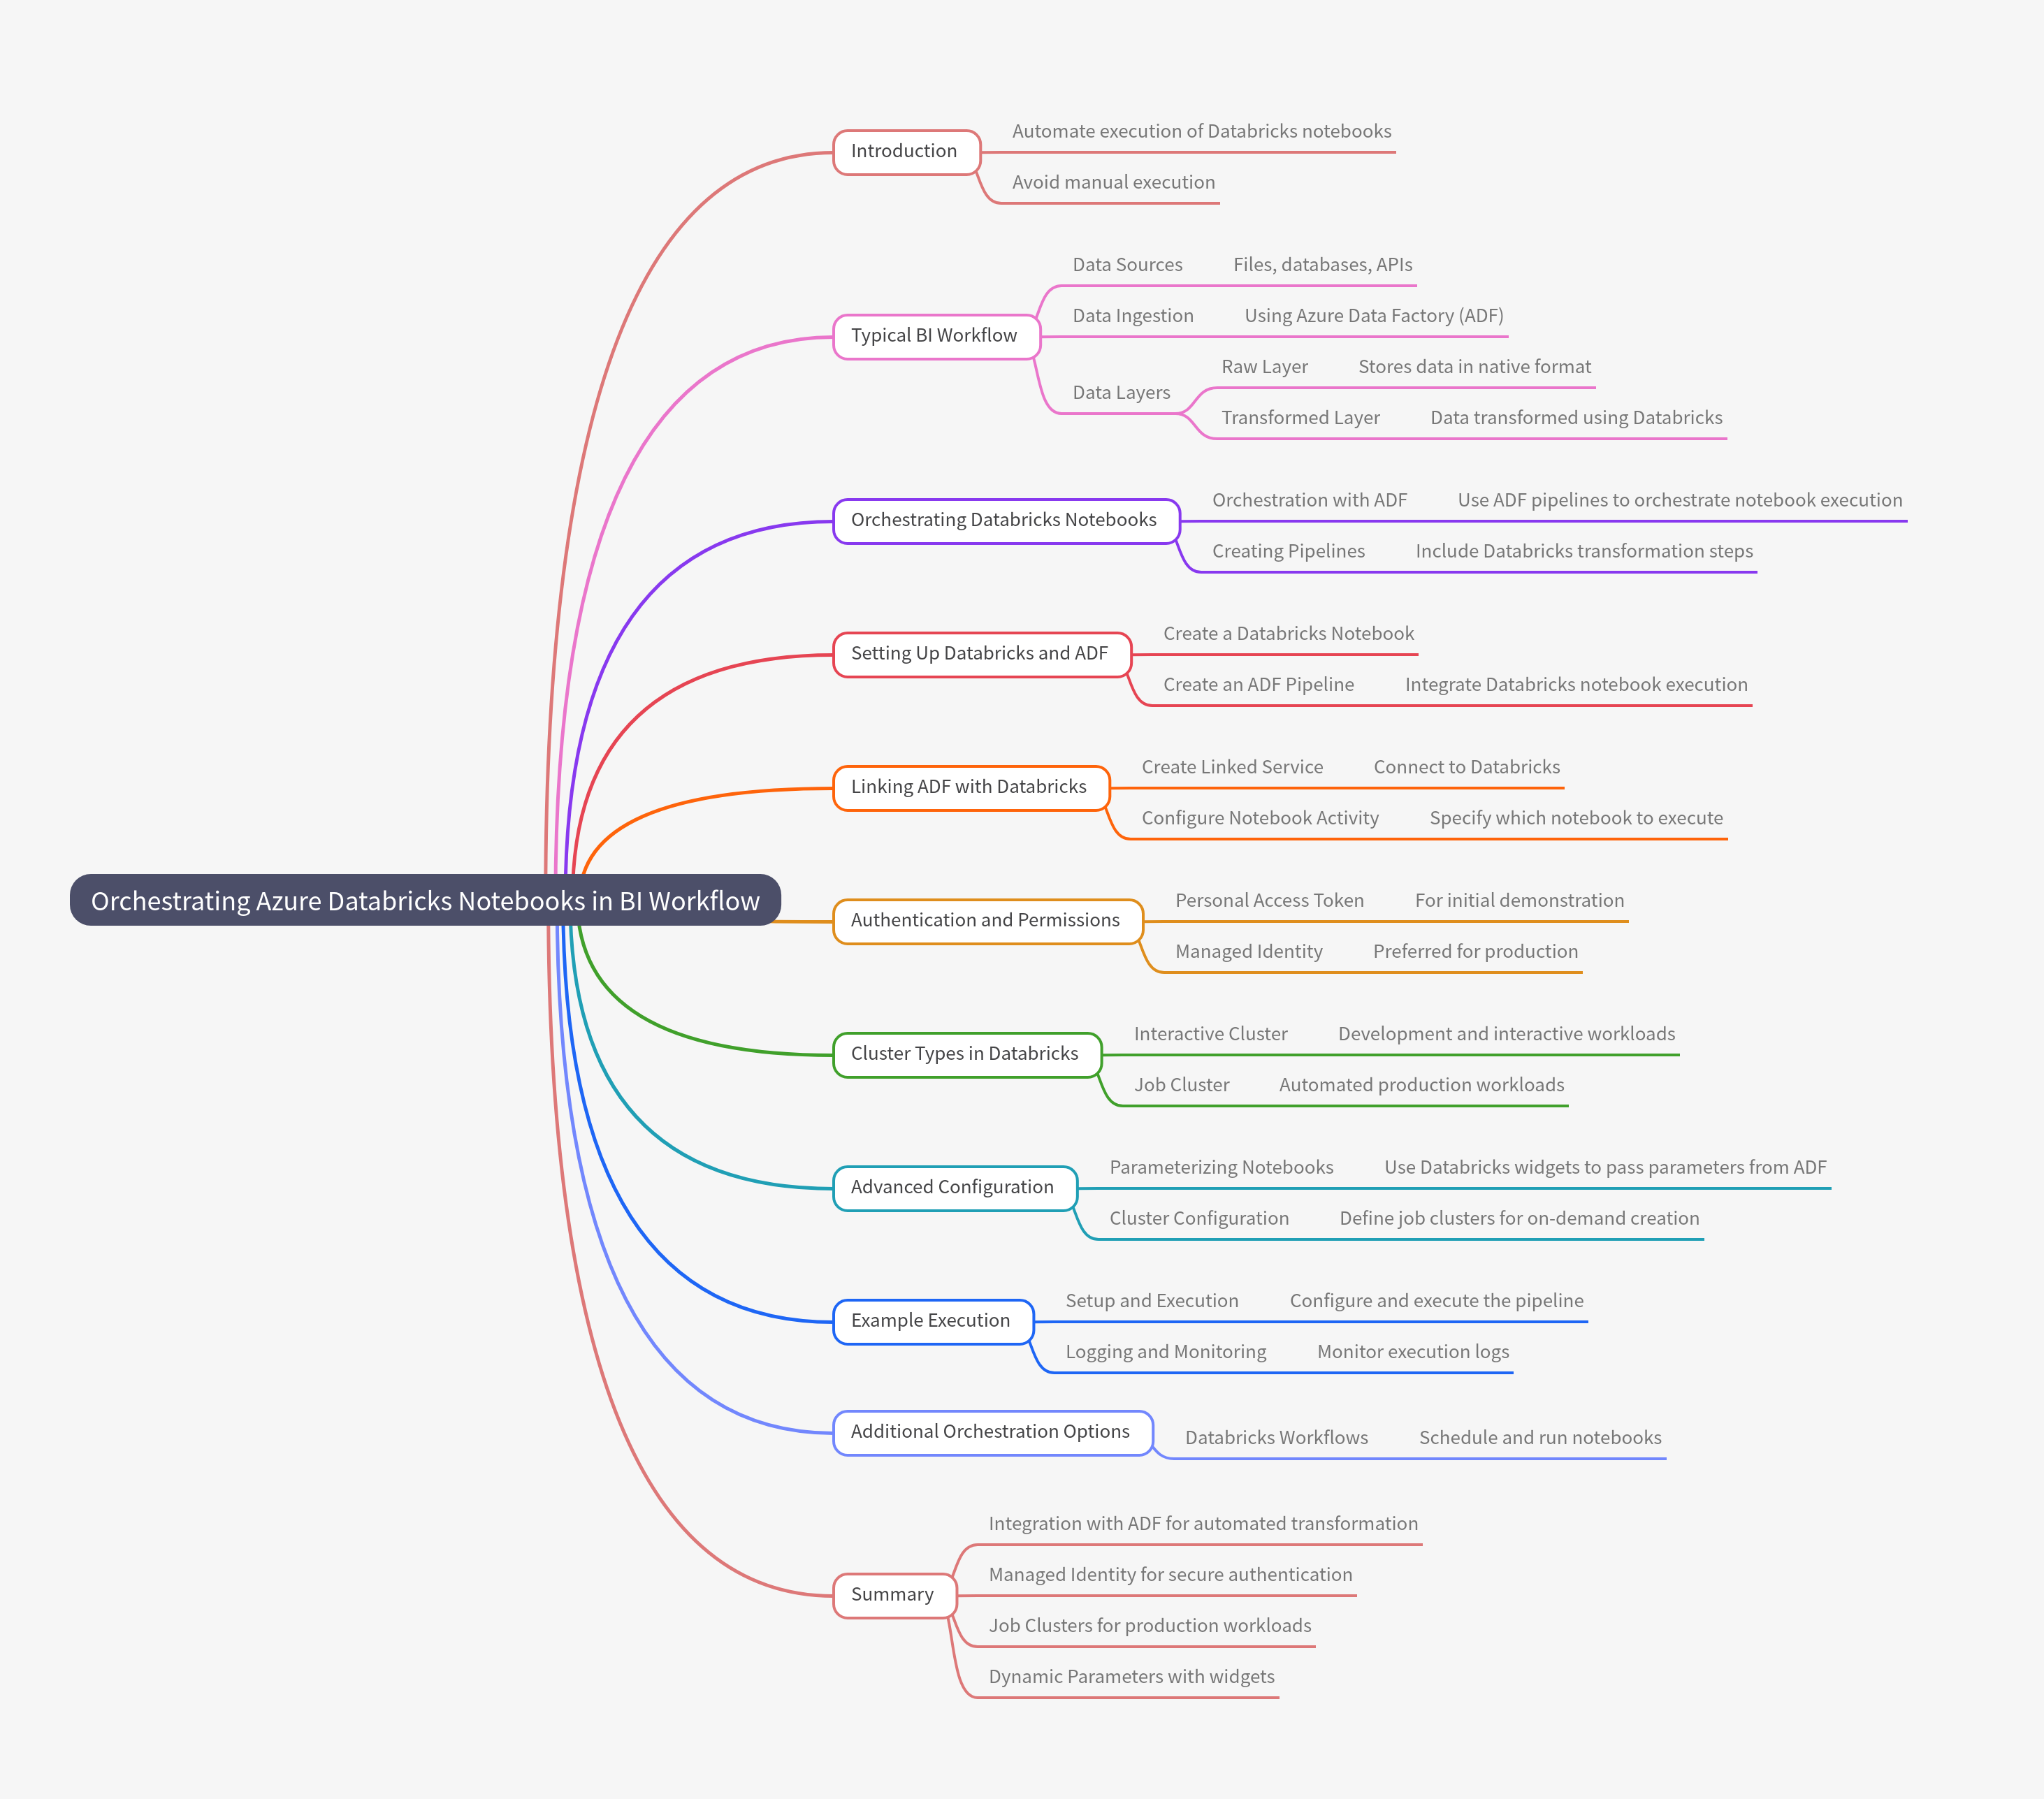 Orchestrating Azure Databricks Notebooks in BI Workflow
Introduction
Automate execution of Databricks notebooks
Avoid manual execution
Typical BI Workflow
Data Sources
Files, databases, APIs
Data Ingestion
Using Azure Data Factory (ADF)
Data Layers
Raw Layer
Stores data in native format
Transformed Layer
Data transformed using Databricks
Orchestrating Databricks Notebooks
Orchestration with ADF
Use ADF pipelines to orchestrate notebook execution
Creating Pipelines
Include Databricks transformation steps
Setting Up Databricks and ADF
Create a Databricks Notebook
Create an ADF Pipeline
Integrate Databricks notebook execution
Linking ADF with Databricks
Create Linked Service
Connect to Databricks
Configure Notebook Activity
Specify which notebook to execute
Authentication and Permissions
Personal Access Token
For initial demonstration
Managed Identity
Preferred for production
Cluster Types in Databricks
Interactive Cluster
Development and interactive workloads
Job Cluster
Automated production workloads
Advanced Configuration
Parameterizing Notebooks
Use Databricks widgets to pass parameters from ADF
Cluster Configuration
Define job clusters for on-demand creation
Example Execution
Setup and Execution
Configure and execute the pipeline
Logging and Monitoring
Monitor execution logs
Additional Orchestration Options
Databricks Workflows
Schedule and run notebooks
Summary
Integration with ADF for automated transformation
Managed Identity for secure authentication
Job Clusters for production workloads
Dynamic Parameters with widgets